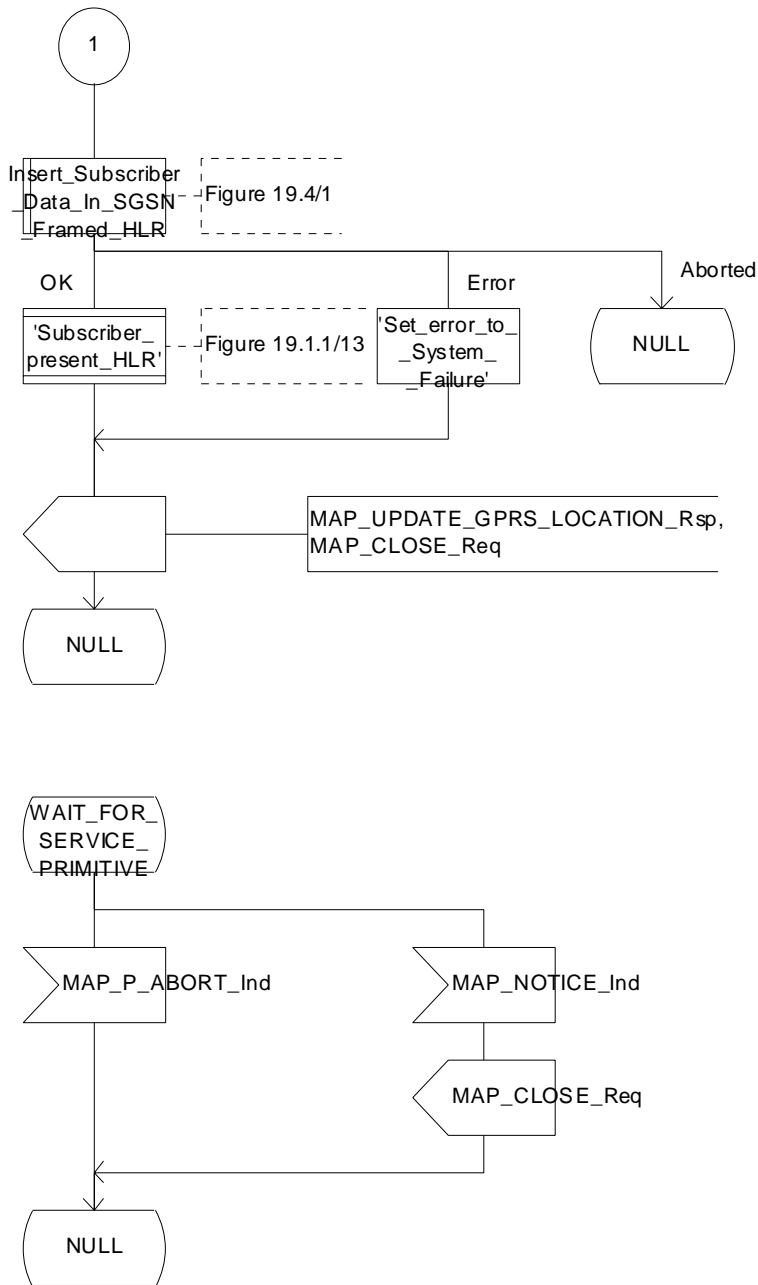 1
Insert_Subscriber
_Data_In_SGSN
_Framed_HLR
Figure 19.4/1
OK
Error
Aborted
'Subscriber_
present_HLR'
Figure 19.1.1/13
'Set_error_to_
_System_
_Failure'
NULL
MAP_UPDATE_GPRS_LOCATION_Rsp,
MAP_CLOSE_Req
NULL
WAIT_FOR_
SERVICE_
PRIMITIVE
MAP_P_ABORT_Ind
MAP_NOTICE_Ind
MAP_CLOSE_Req
NULL